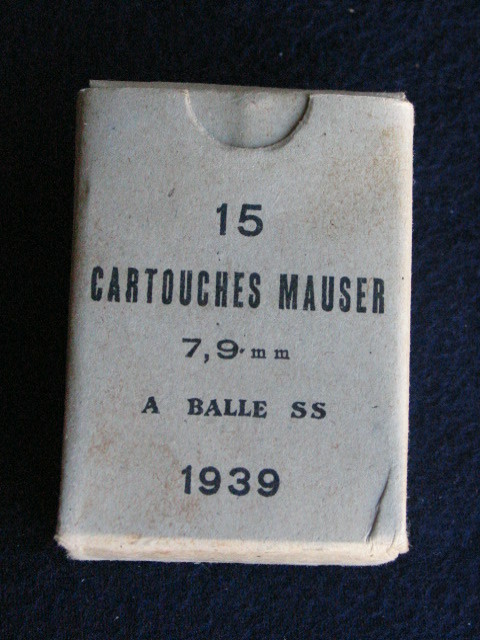 15
CARTOUCHES MAUSER
7,9 mm
A BALLE SS
1939